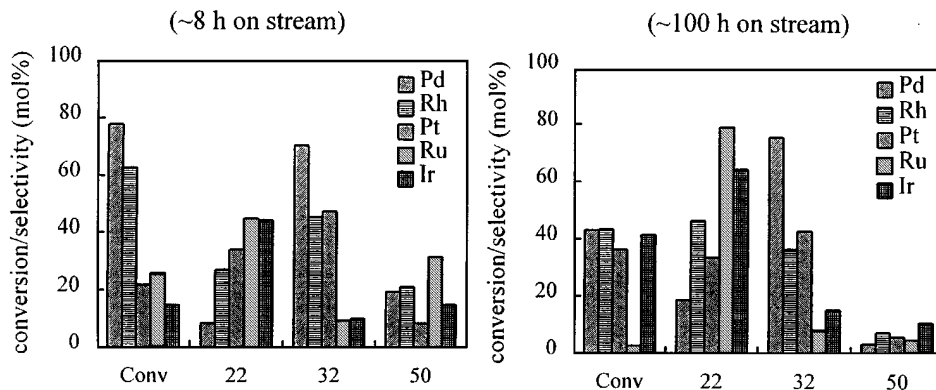 (~8 h on stream)
conversion/selectivity (mol%)
100
80
60
40
20
0
Pd
Rh
Pt
Ru
Ir
Conv 22 32 50
(~100 h on stream)
conversion/selectivity (mol%)
100
80
60
40
20
0
Pd
Rh
Pt
Ru
Ir
Conv 22 32 50